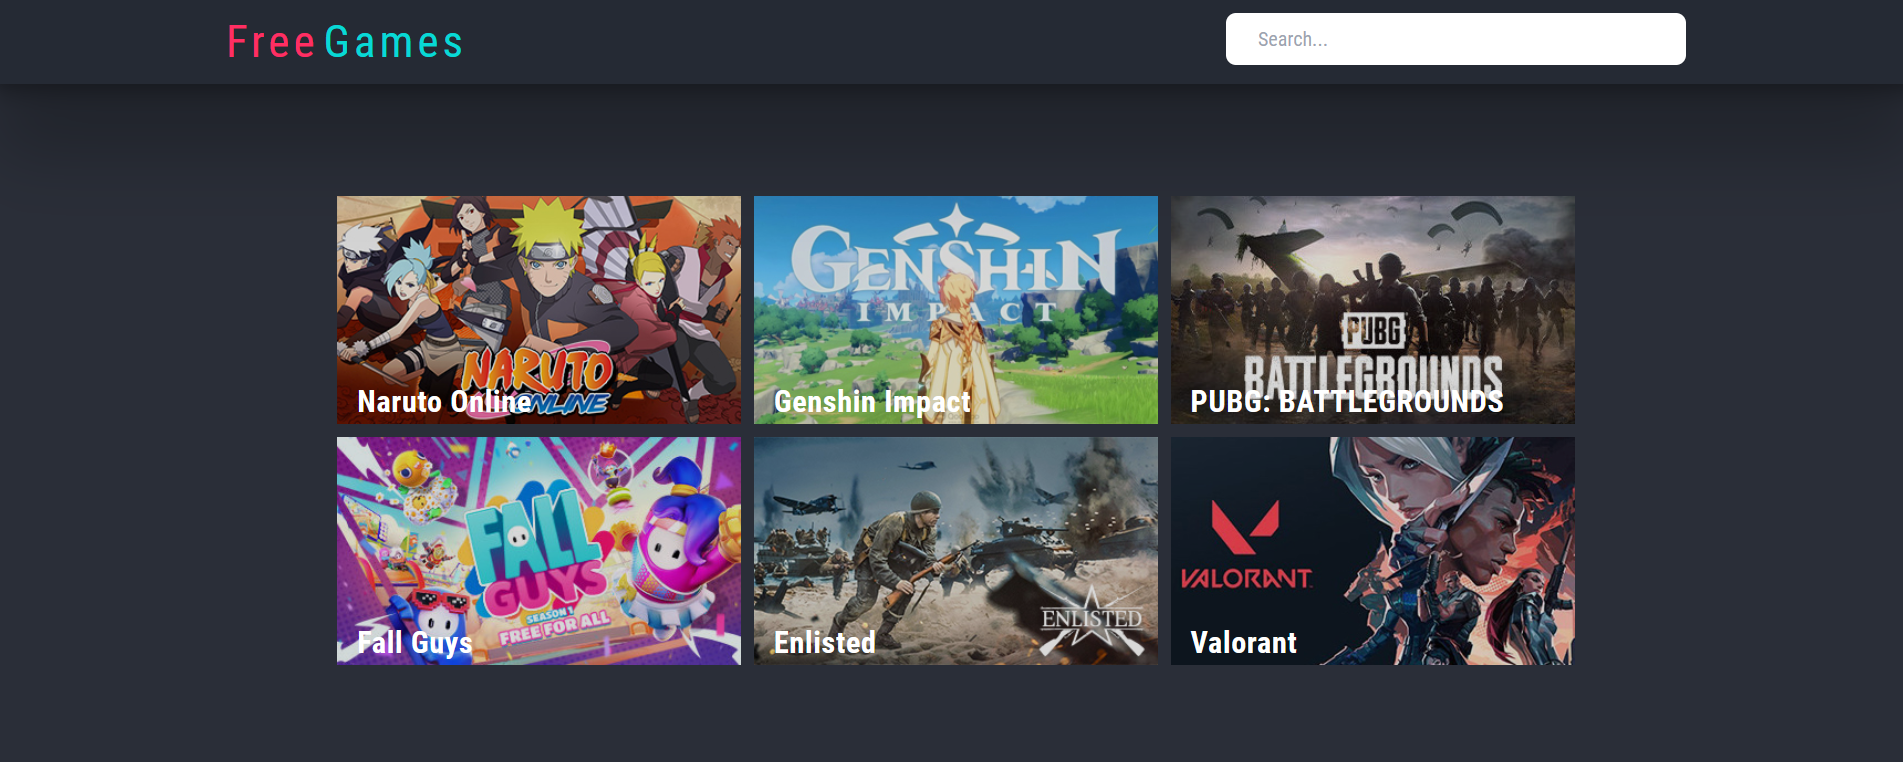 Free Games
Search...
NARUTO
ONLINE
Naruto Online
GENSHIN
IMPACT
Genshin Impact
PUBG
BATTLEGROUNDS
PUBG: BATTLEGROUNDS
FALL
GUYS
SEASON 1
FREE FOR ALL
Fall Guys
ENLISTED
Enlisted
VALORANT
Valorant